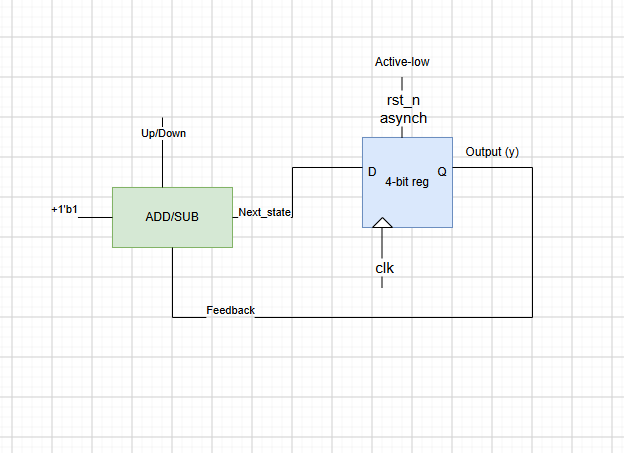 Active-low
rst_n
asynch
Up/Down
Output (y)
D
Q
4-bit reg
+1'b1
ADD/SUB
Next_state
clk
Feedback